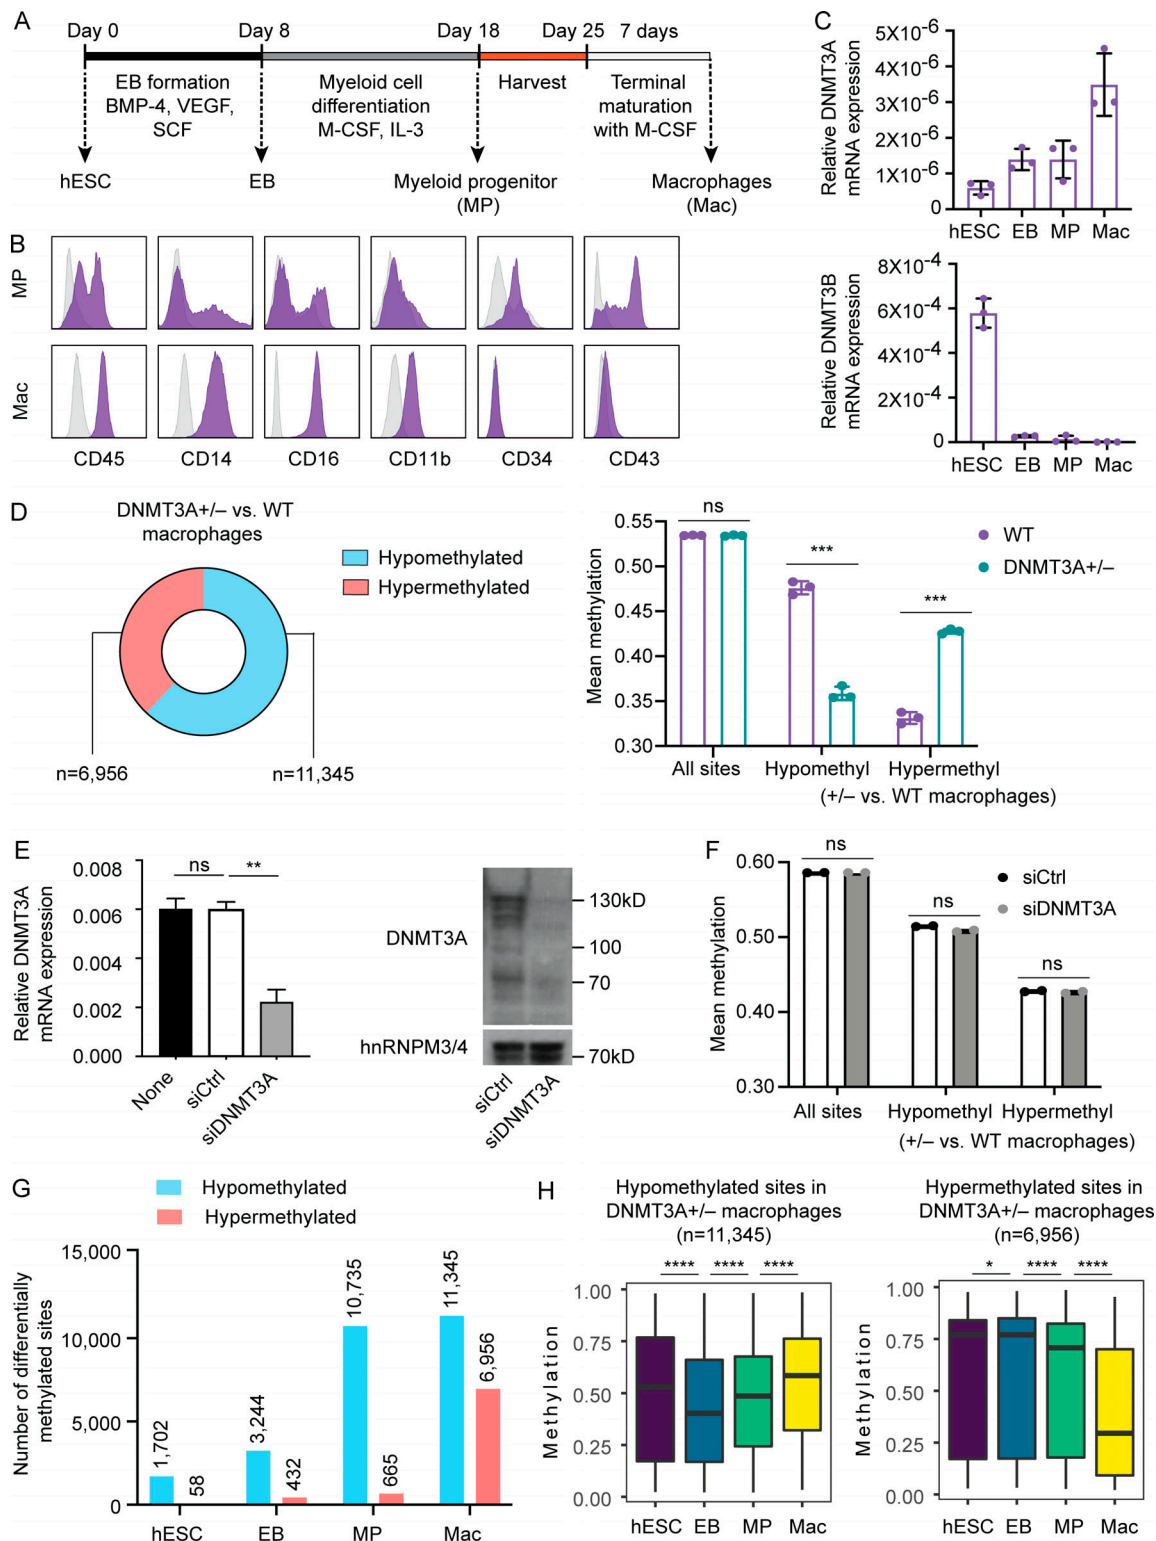 A
Day 0
Day 8
Day 18
Day 25
7 days
EB formation
BMP-4, VEGF,
SCF
Myeloid cell
differentiation
M-CSF, IL-3
Harvest
Terminal
maturation
with M-CSF
hESC
EB
Myeloid progenitor
(MP)
Macrophages
(Mac)
B
MP
Mac
CD45
CD14
CD16
CD11b
CD34
CD43
C
Relative DNMT3A
mRNA expression
5X10-6
4X10-6
3X10-6
2X10-6
1X10-6
0
hESC
EB
MP
Mac
Relative DNMT3B
mRNA expression
8X10-4
6X10-4
4X10-4
2X10-4
0
hESC
EB
MP
Mac
D
DNMT3A+/– vs. WT
macrophages
Hypomethylated
Hypermethylated
n=6,956
n=11,345
Mean methylation
0.55
0.50
0.45
0.40
0.35
0.30
ns
***
***
WT
DNMT3A+/–
All sites
Hypomethyl
Hypermethyl
(+/– vs. WT macrophages)
E
Relative DNMT3A
mRNA expression
0.008
0.006
0.004
0.002
0.000
ns
**
None
siCtrl
siDNMT3A
DNMT3A
130kD
100
70
hnRNPM3/4
70kD
siCtrl
siDNMT3A
F
Mean methylation
0.60
0.50
0.40
0.30
ns
ns
ns
siCtrl
siDNMT3A
All sites
Hypomethyl
Hypermethyl
(+/– vs. WT macrophages)
G
Hypomethylated
Hypermethylated
Number of differentially
methylated sites
15,000
10,000
5,000
0
1,702
58
3,244
432
10,735
665
11,345
6,956
hESC
EB
MP
Mac
H
Hypomethylated sites in
DNMT3A+/– macrophages
(n=11,345)
**** **** ****
Methylation
1.00
0.75
0.50
0.25
0.00
hESC
EB
MP
Mac
Hypermethylated sites in
DNMT3A+/– macrophages
(n=6,956)
* **** ****
Methylation
1.00
0.75
0.50
0.25
0.00
hESC
EB
MP
Mac